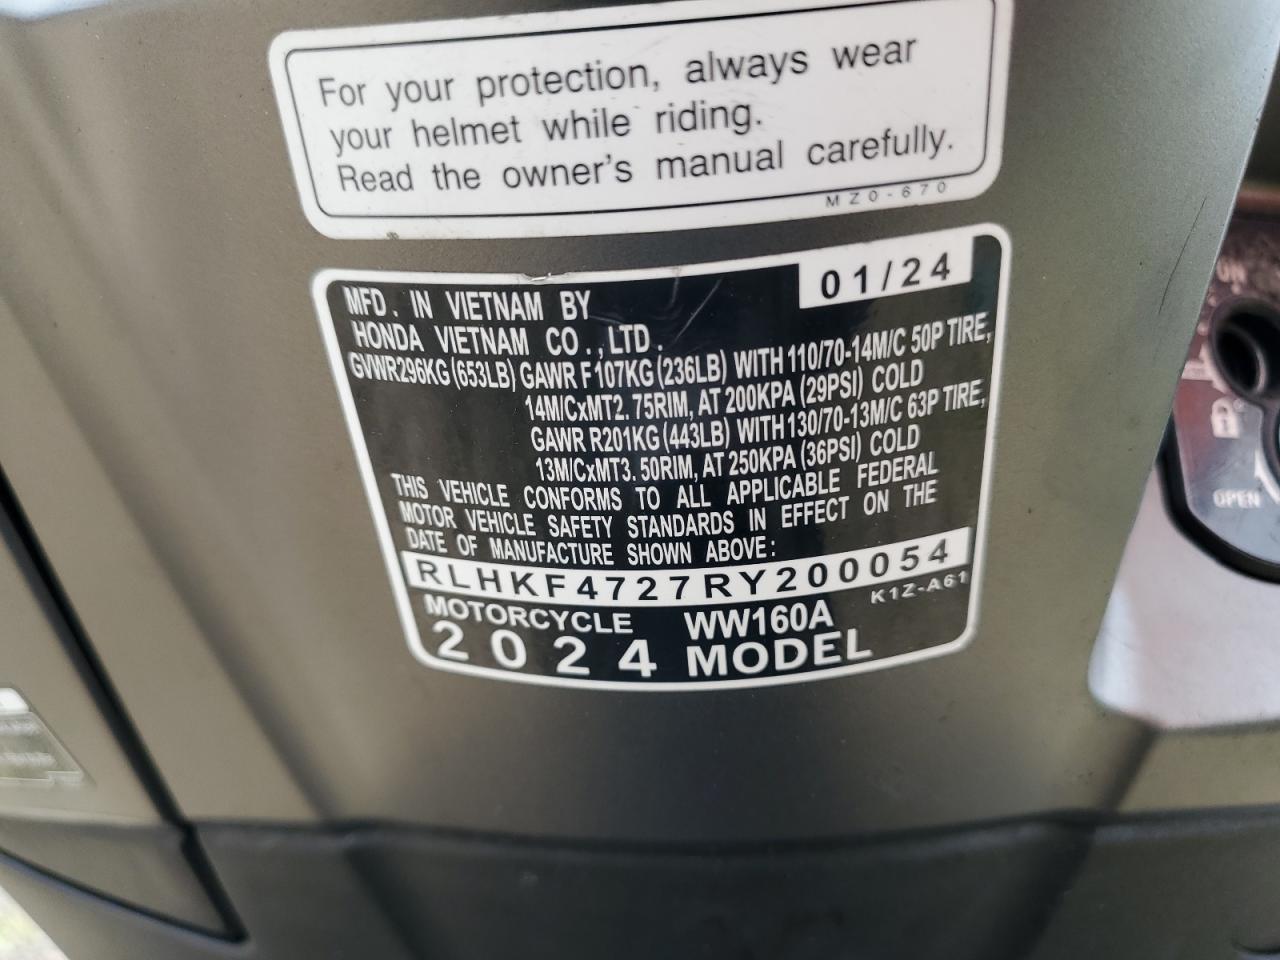 For your protection, always wear
your helmet while riding.
Read the owner's manual carefully.
MZ0-670
01/24
MFD. IN VIETNAM BY
HONDA VIETNAM CO.,LTD.
GVWR296KG(653LB) GAWR F107KG(236LB) WITH 110/70-14M/C 50P TIRE,
14M/CxMT2.75RIM, AT 200KPA (29PSI) COLD
GAWR R201KG(443LB) WITH 130/70-13M/C 63P TIRE,
13M/CxMT3.50RIM, AT 250KPA (36PSI) COLD
THIS VEHICLE CONFORMS TO ALL APPLICABLE FEDERAL
MOTOR VEHICLE SAFETY STANDARDS IN EFFECT ON THE
DATE OF MANUFACTURE SHOWN ABOVE:
RLHKF4727RY200054
K1Z-A61
MOTORCYCLE WW160A
2024 MODEL
ON
OPEN